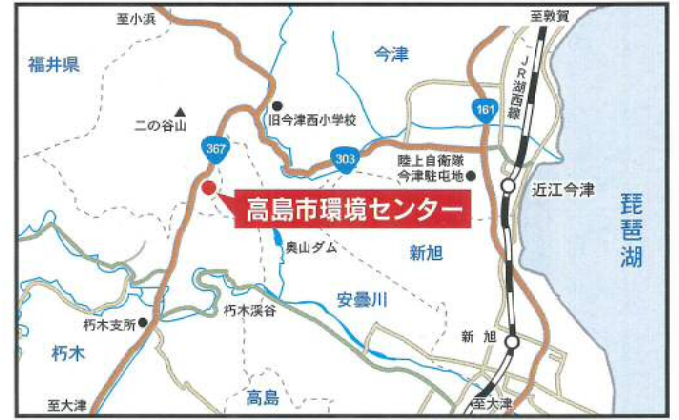 至小浜
至敦賀
福井県
今津
JR湖西線
二の谷山
旧今津西小学校
161
367
303
陸上自衛隊
今津駐屯地
近江今津
高島市環境センター
琵琶湖
奥山ダム
新旭
安曇川
朽木渓谷
朽木支所
新旭
朽木
高島
至大津
至大津